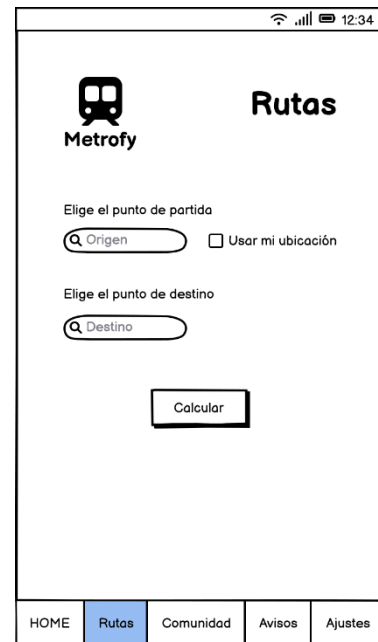 12:34
Rutas
Metrofy
Elige el punto de partida
Origen
Usar mi ubicación
Elige el punto de destino
Destino
Calcular
HOME Rutas Comunidad Avisos Ajustes